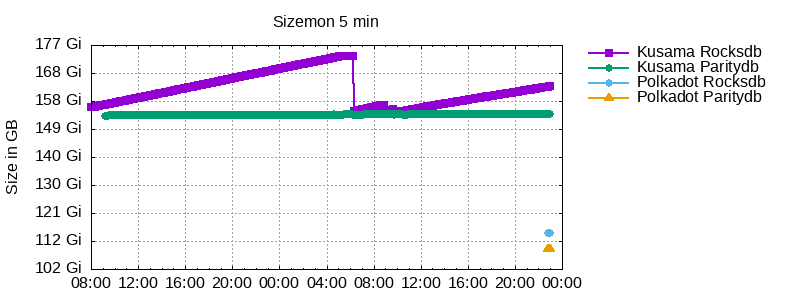 Sizemon 5 min
177 Gi
168 Gi
158 Gi
149 Gi
140 Gi
130 Gi
121 Gi
112 Gi
102 Gi
Size in GB
08:00 12:00 16:00 20:00 00:00 04:00 08:00 12:00 16:00 20:00 00:00
Kusama Rocksdb
Kusama Paritydb
Polkadot Rocksdb
Polkadot Paritydb